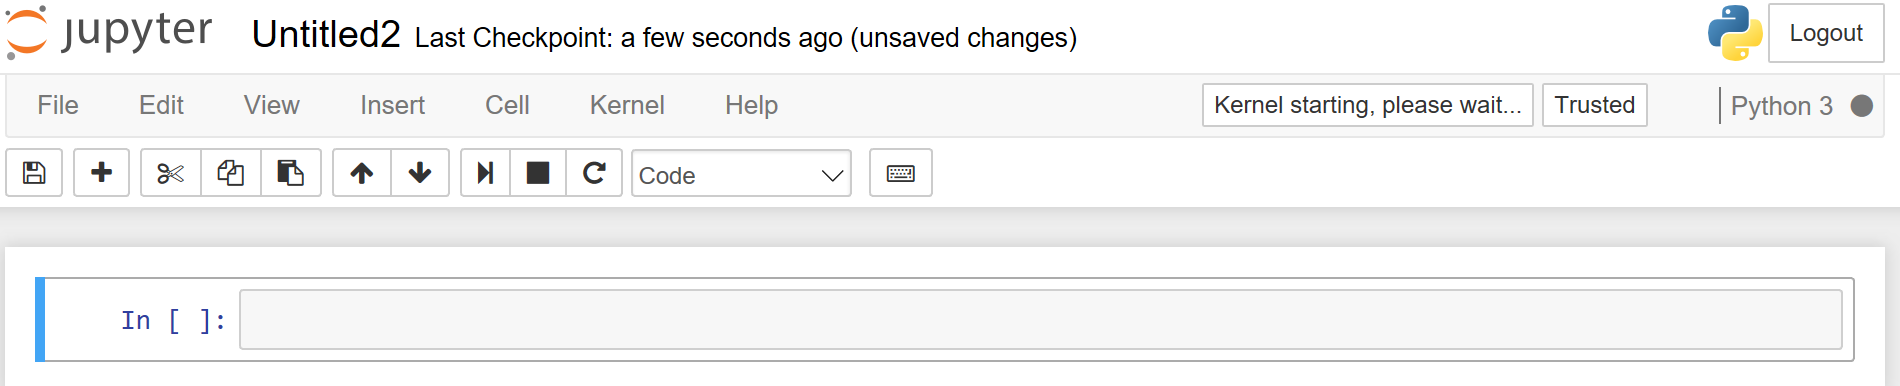 jupyter Untitled2 Last Checkpoint: a few seconds ago (unsaved changes) Logout
File Edit View Insert Cell Kernel Help Kernel starting, please wait... Trusted Python 3
Code
In [ ]: